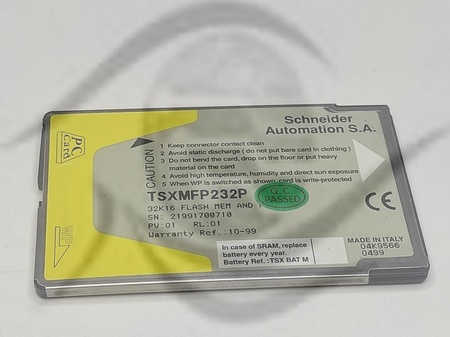 Schneider
Automation S.A.
PC
Card
CAUTION
1 Keep connector contact clean
2 Avoid static discharge ( do not put bare card in clothing )
3 Do not bend the card, drop on the floor or put heavy
material on the card
4 Avoid high temperature, humidity and direct sun exposure
5 When WP is switched as shown, card is write-protected
TSXMFP232P
Q.C
PASSED
32K16 FLASH MEM AND
SN: 21991700710
PV:01 RL:01
Warranty Ref.:10-99
WP
In case of SRAM, replace
battery every year.
Battery Ref. : TSX BAT M
CE
MADE IN ITALY
04K9566
0499